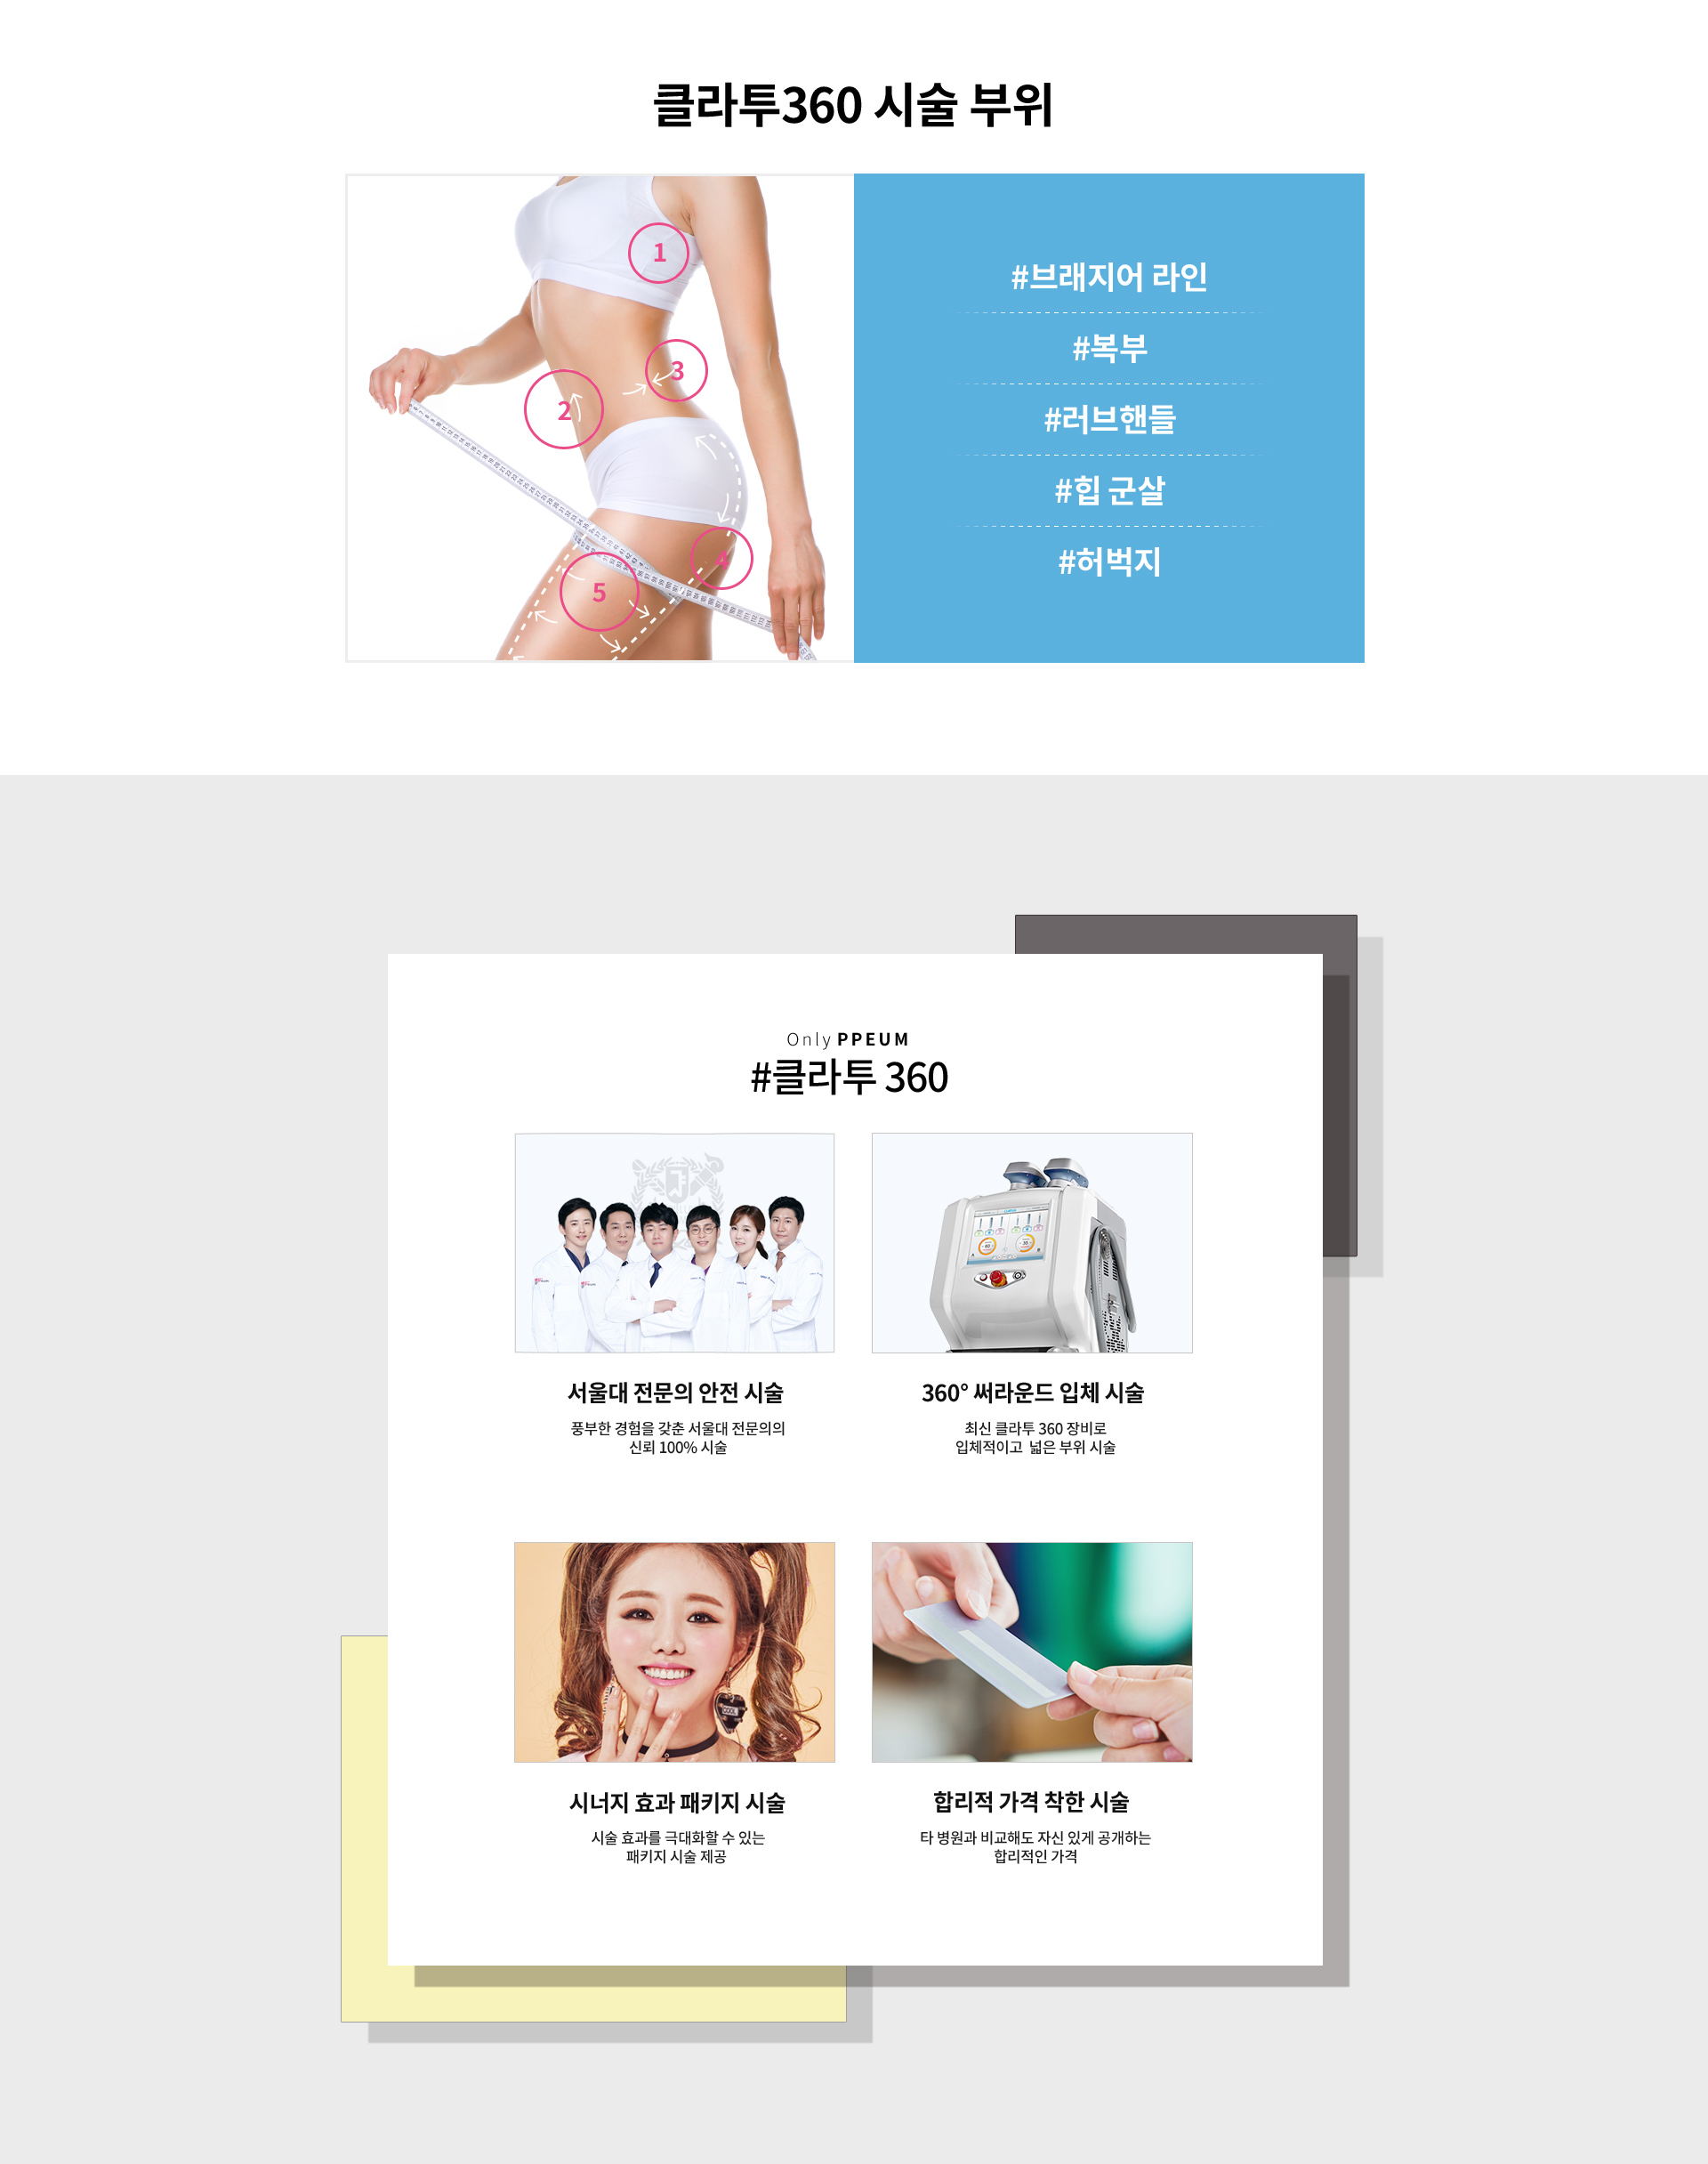 클라투360 시술 부위
1
2
3
4
5
#브래지어 라인
#복부
#러브핸들
#힙 군살
#허벅지
Only PPEUM
#클라투 360
서울대 전문의 안전 시술
풍부한 경험을 갖춘 서울대 전문의의
신뢰 100% 시술
360° 써라운드 입체 시술
최신 클라투 360 장비로
입체적이고 넓은 부위 시술
COOL
시너지 효과 패키지 시술
시술 효과를 극대화할 수 있는
패키지 시술 제공
합리적 가격 착한 시술
타 병원과 비교해도 자신 있게 공개하는
합리적인 가격